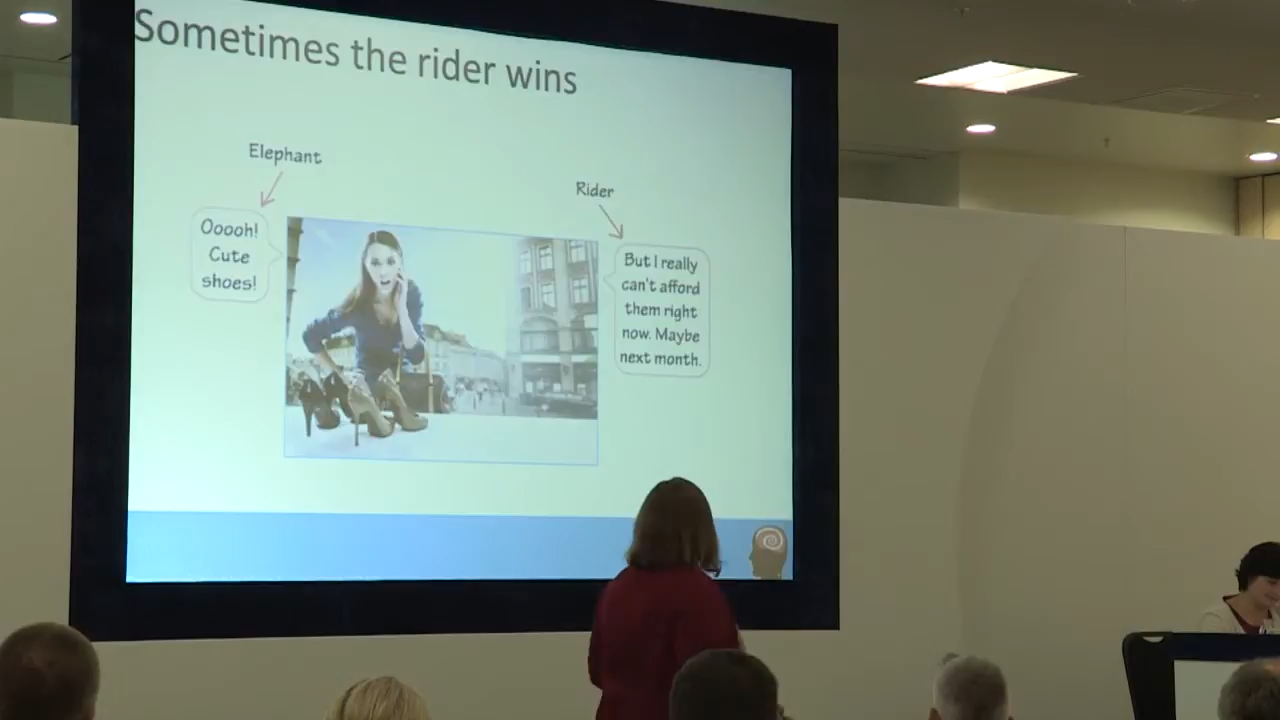 Sometimes the rider wins
Elephant
Rider
Ooooh!
Cute
shoes!
But I really
can't afford
them right
now. Maybe
next month.